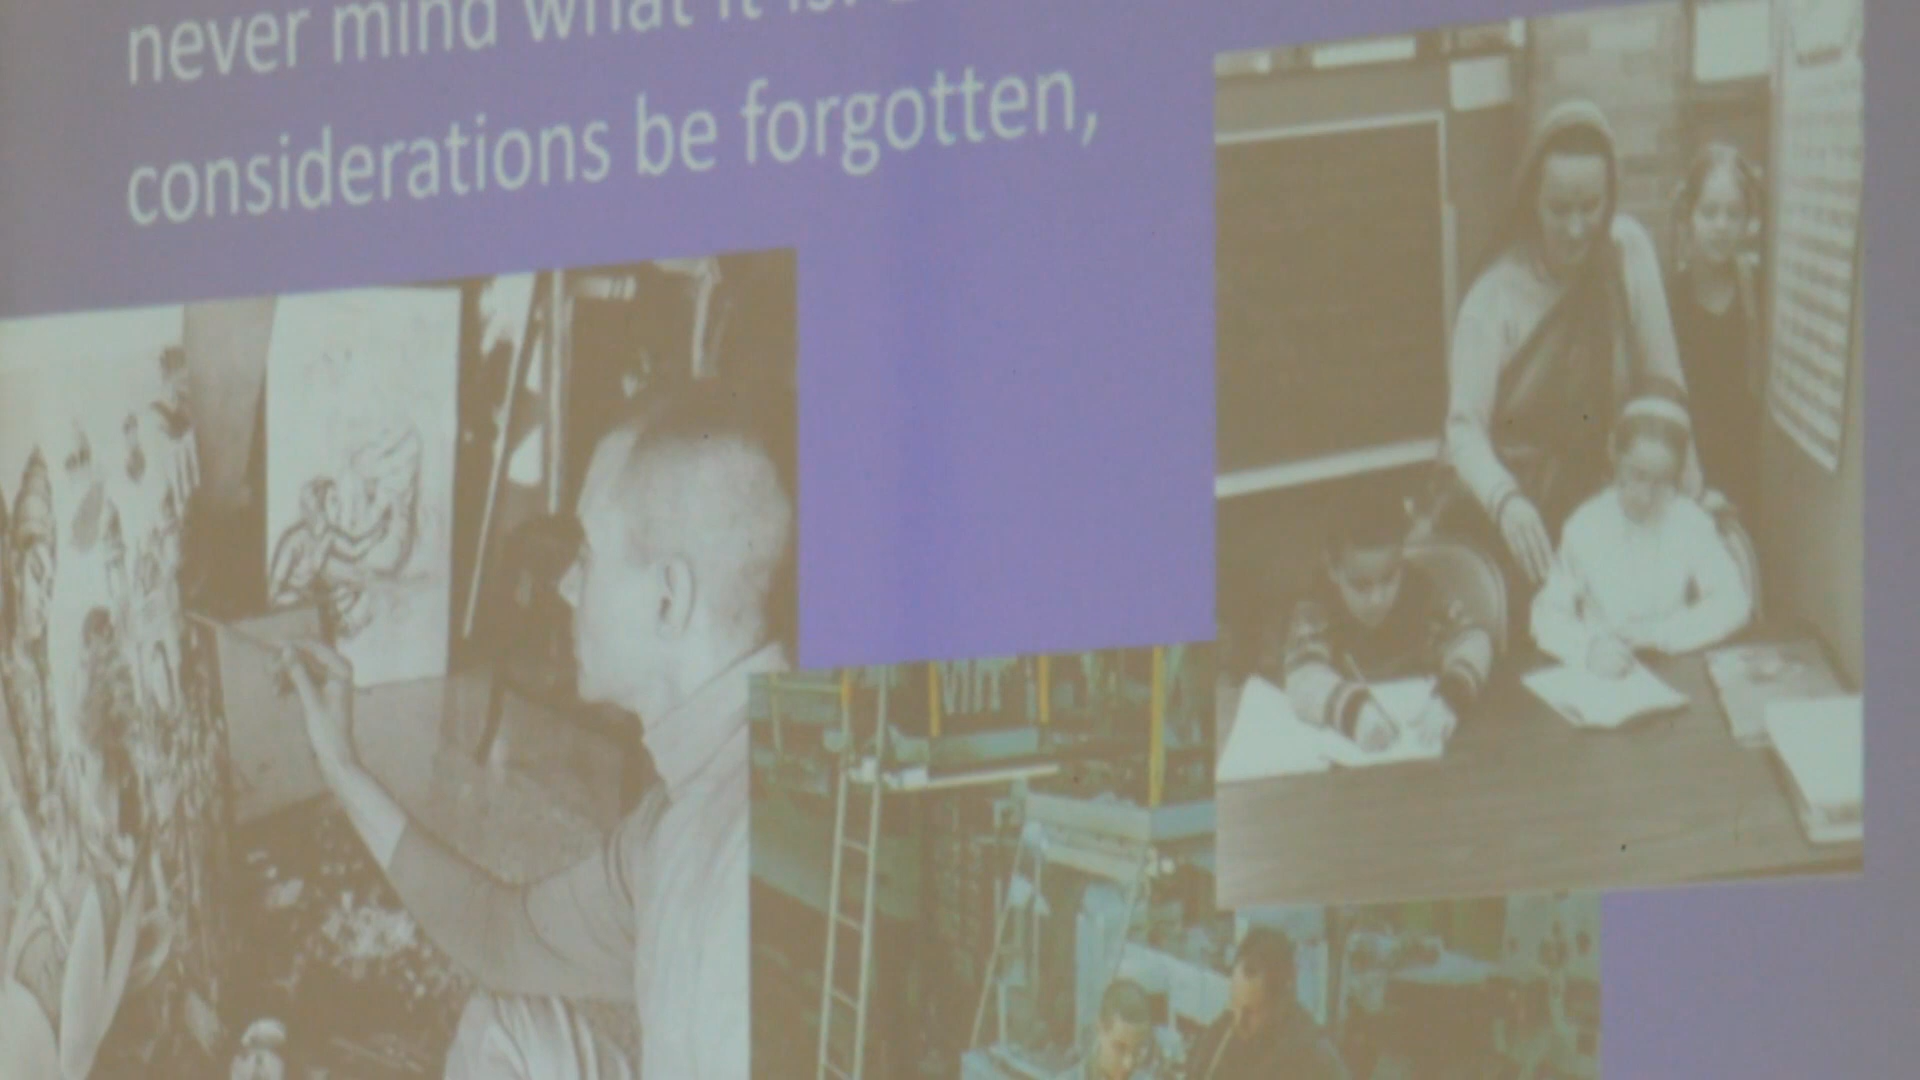 never mind what it is.
considerations be forgotten,